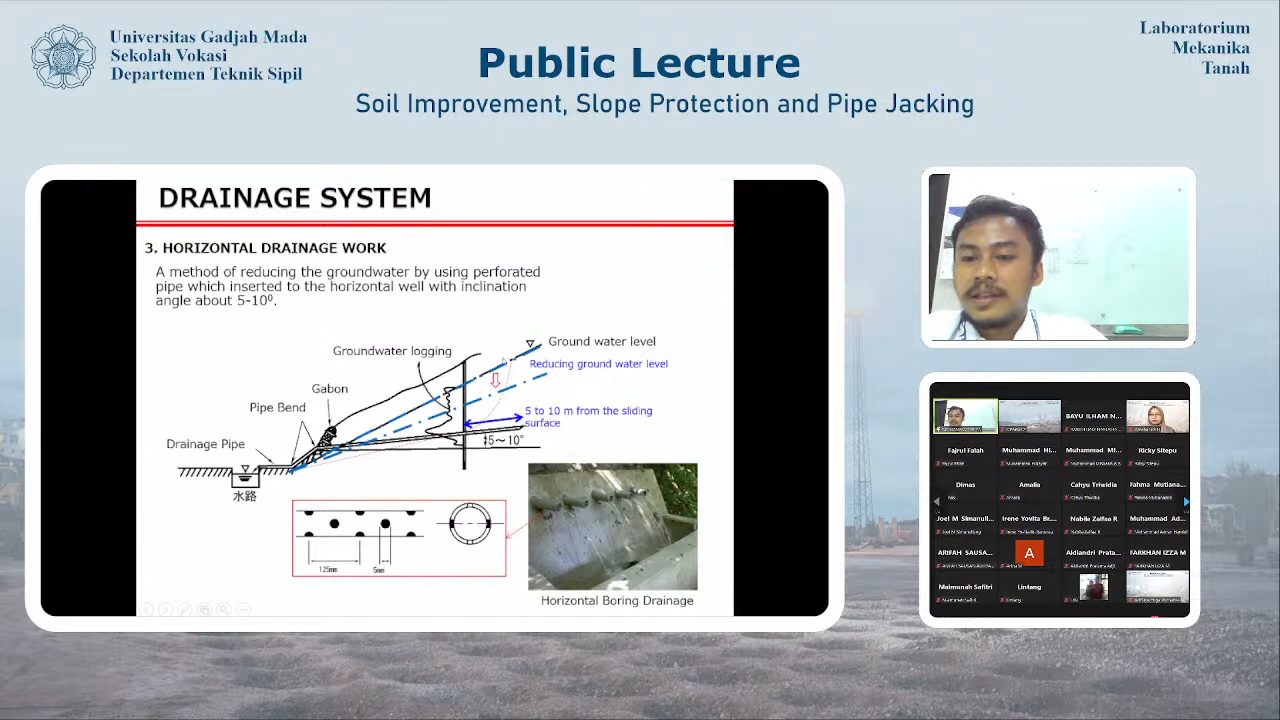 Universitas Gadjah Mada
Sekolah Vokasi
Departemen Teknik Sipil
Public Lecture
Soil Improvement, Slope Protection and Pipe Jacking
Laboratorium
Mekanika
Tanah
DRAINAGE SYSTEM
3. HORIZONTAL DRAINAGE WORK
A method of reducing the groundwater by using perforated
pipe which inserted to the horizontal well with inclination
angle about 5-10⁰.
Ground water level
Groundwater logging
Reducing ground water level
Gabon
Pipe Bend
5 to 10 m from the sliding
surface
Drainage Pipe
5～10°
水路
125mm
5mm
Horizontal Boring Drainage
BAYU ILHAM N...
Fajrul Falah
Muhammad Hi...
Muhammad Mi...
Ricky Sitepu
Dimas
Amalia
Cahyu Triwidia
Fahma Mutiana...
Joel M Simanull...
Irene Yovita Br...
Nabila Zalfaa R
Muhammad Ad...
ARIFAH SAUSA...
A
Aldiandri Prata...
FARKHAN IZZA M
Maimunah Safitri
Lintang